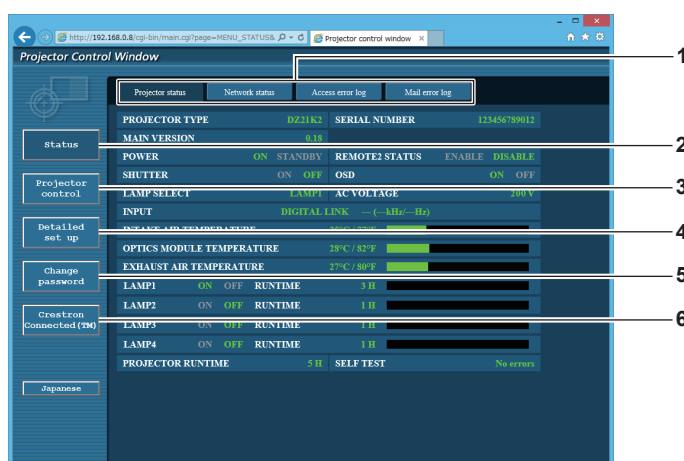 http://192.168.0.8/cgi-bin/main.cgi?page=MENU_STATUS&
Projector control window ×
Projector Control Window
1
Projector status Network status Access error log Mail error log
PROJECTOR TYPE DZ21K2 SERIAL NUMBER 123456789012
MAIN VERSION 0.18
Status
2
POWER ON STANDBY REMOTE2 STATUS ENABLE DISABLE
SHUTTER ON OFF OSD ON OFF
Projector
control
3
LAMP SELECT LAMP1 AC VOLTAGE 200 V
INPUT DIGITAL LINK --- (---kHz/---Hz)
Detailed
set up
4
INTAKE AIR TEMPERATURE
OPTICS MODULE TEMPERATURE 28°C / 82°F
EXHAUST AIR TEMPERATURE 27°C / 80°F
Change
password
5
LAMP1 ON OFF RUNTIME 3 H
LAMP2 ON OFF RUNTIME 1 H
Crestron
Connected(TM)
6
LAMP3 ON OFF RUNTIME 1 H
LAMP4 ON OFF RUNTIME 1 H
PROJECTOR RUNTIME 5 H SELF TEST No errors
Japanese